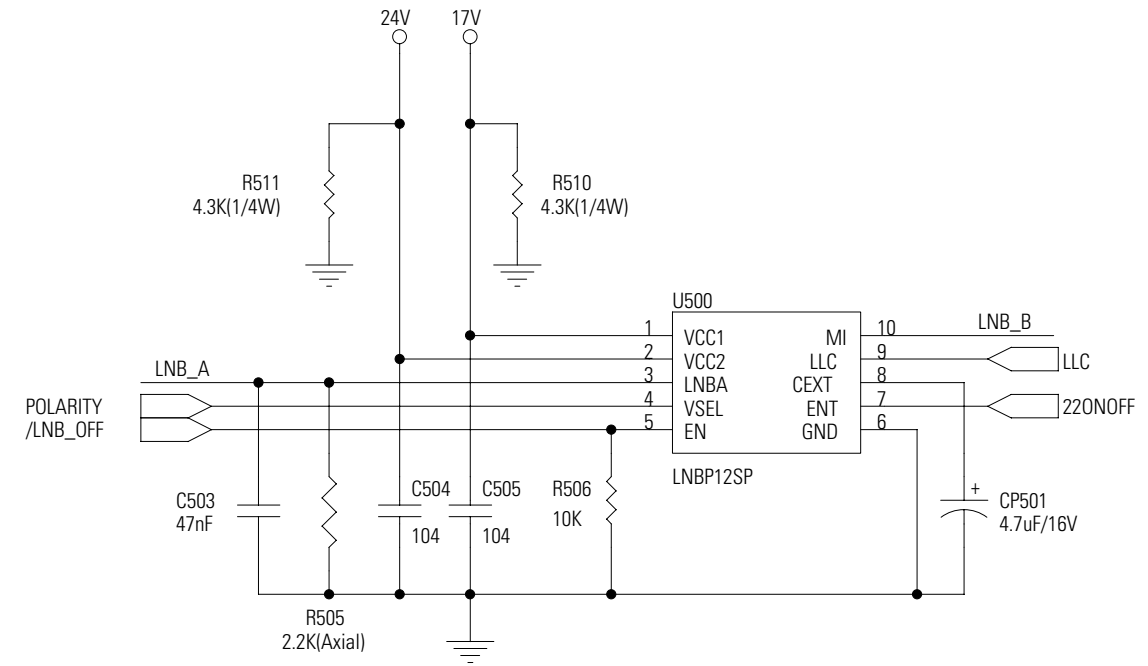 24V 17V
R511
4.3K(1/4W)
R510
4.3K(1/4W)
U500
1 VCC1 MI 10 LNB_B
2 VCC2 LLC 9 LLC
LNB_A 3 LNBA CEXT 8
POLARITY 4 VSEL ENT 7 22ONOFF
/LNB_OFF 5 EN GND 6
LNBP12SP
C503
47nF
R505
2.2K(Axial)
C504
104
C505
104
R506
10K
+
CP501
4.7uF/16V